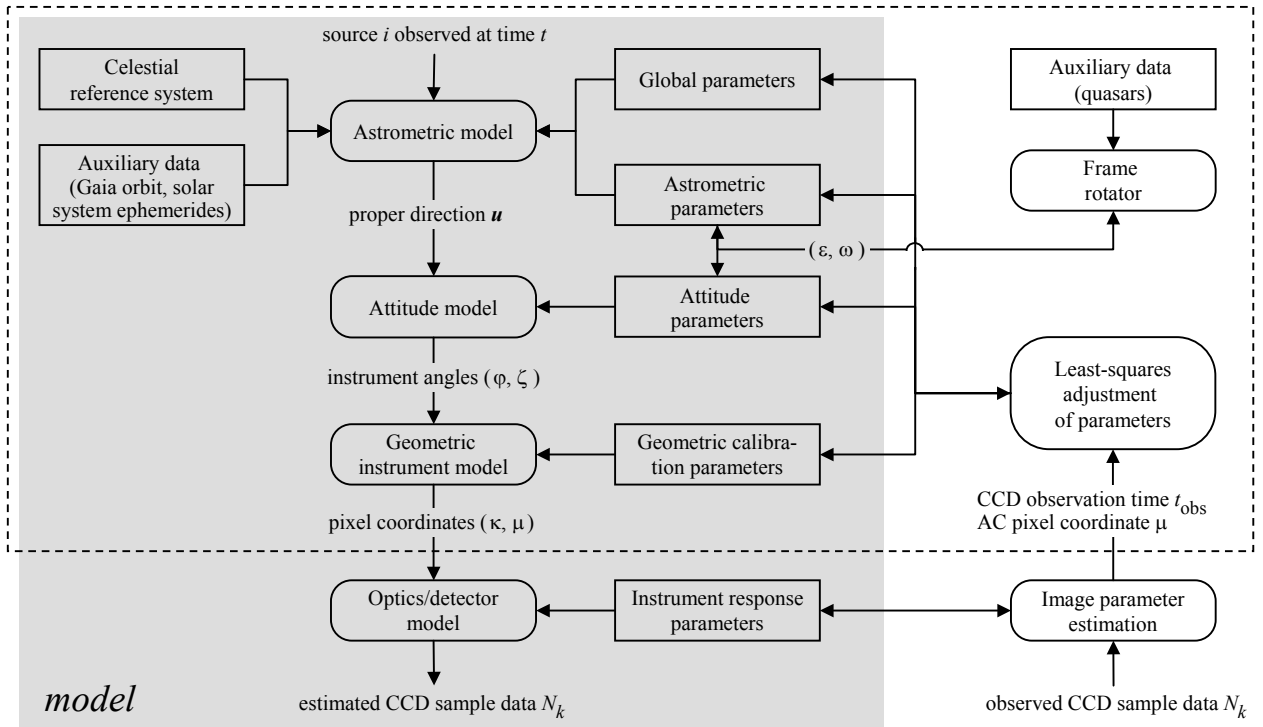 source i observed at time t
Celestial
reference system
Auxiliary data
(Gaia orbit, solar
system ephemerides)
Astrometric model
Global parameters
Astrometric
parameters
Auxiliary data
(quasars)
Frame
rotator
proper direction u
( ε, ω )
Attitude model
Attitude
parameters
instrument angles ( φ, ζ )
Least-squares
adjustment
of parameters
Geometric
instrument model
Geometric calibra-
tion parameters
CCD observation time t_obs
AC pixel coordinate μ
pixel coordinates ( κ, μ )
Optics/detector
model
Instrument response
parameters
Image parameter
estimation
model
estimated CCD sample data N_k
observed CCD sample data N_k